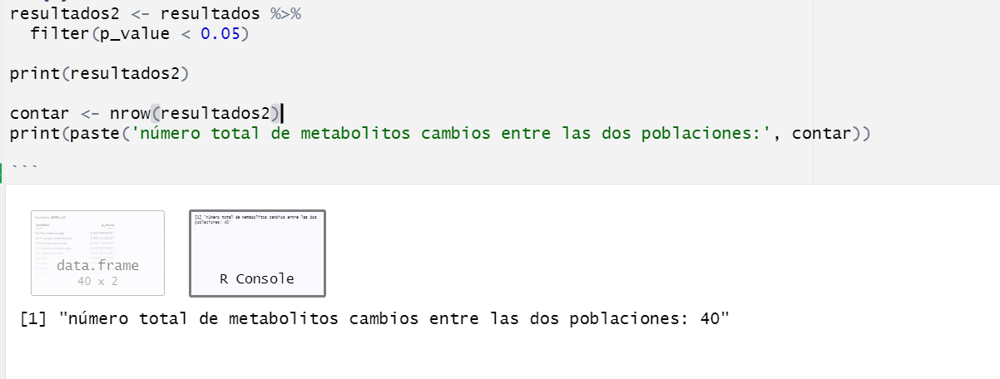 resultados2 <- resultados %>%
filter(p_value < 0.05)
print(resultados2)
contar <- nrow(resultados2)
print(paste('número total de metabolitos cambios entre las dos poblaciones:', contar))
```
data.frame
40 x 2
[1] "número total de metabolitos cambios entre las dos
poblaciones: 40"
R Console
[1] "número total de metabolitos cambios entre las dos poblaciones: 40"